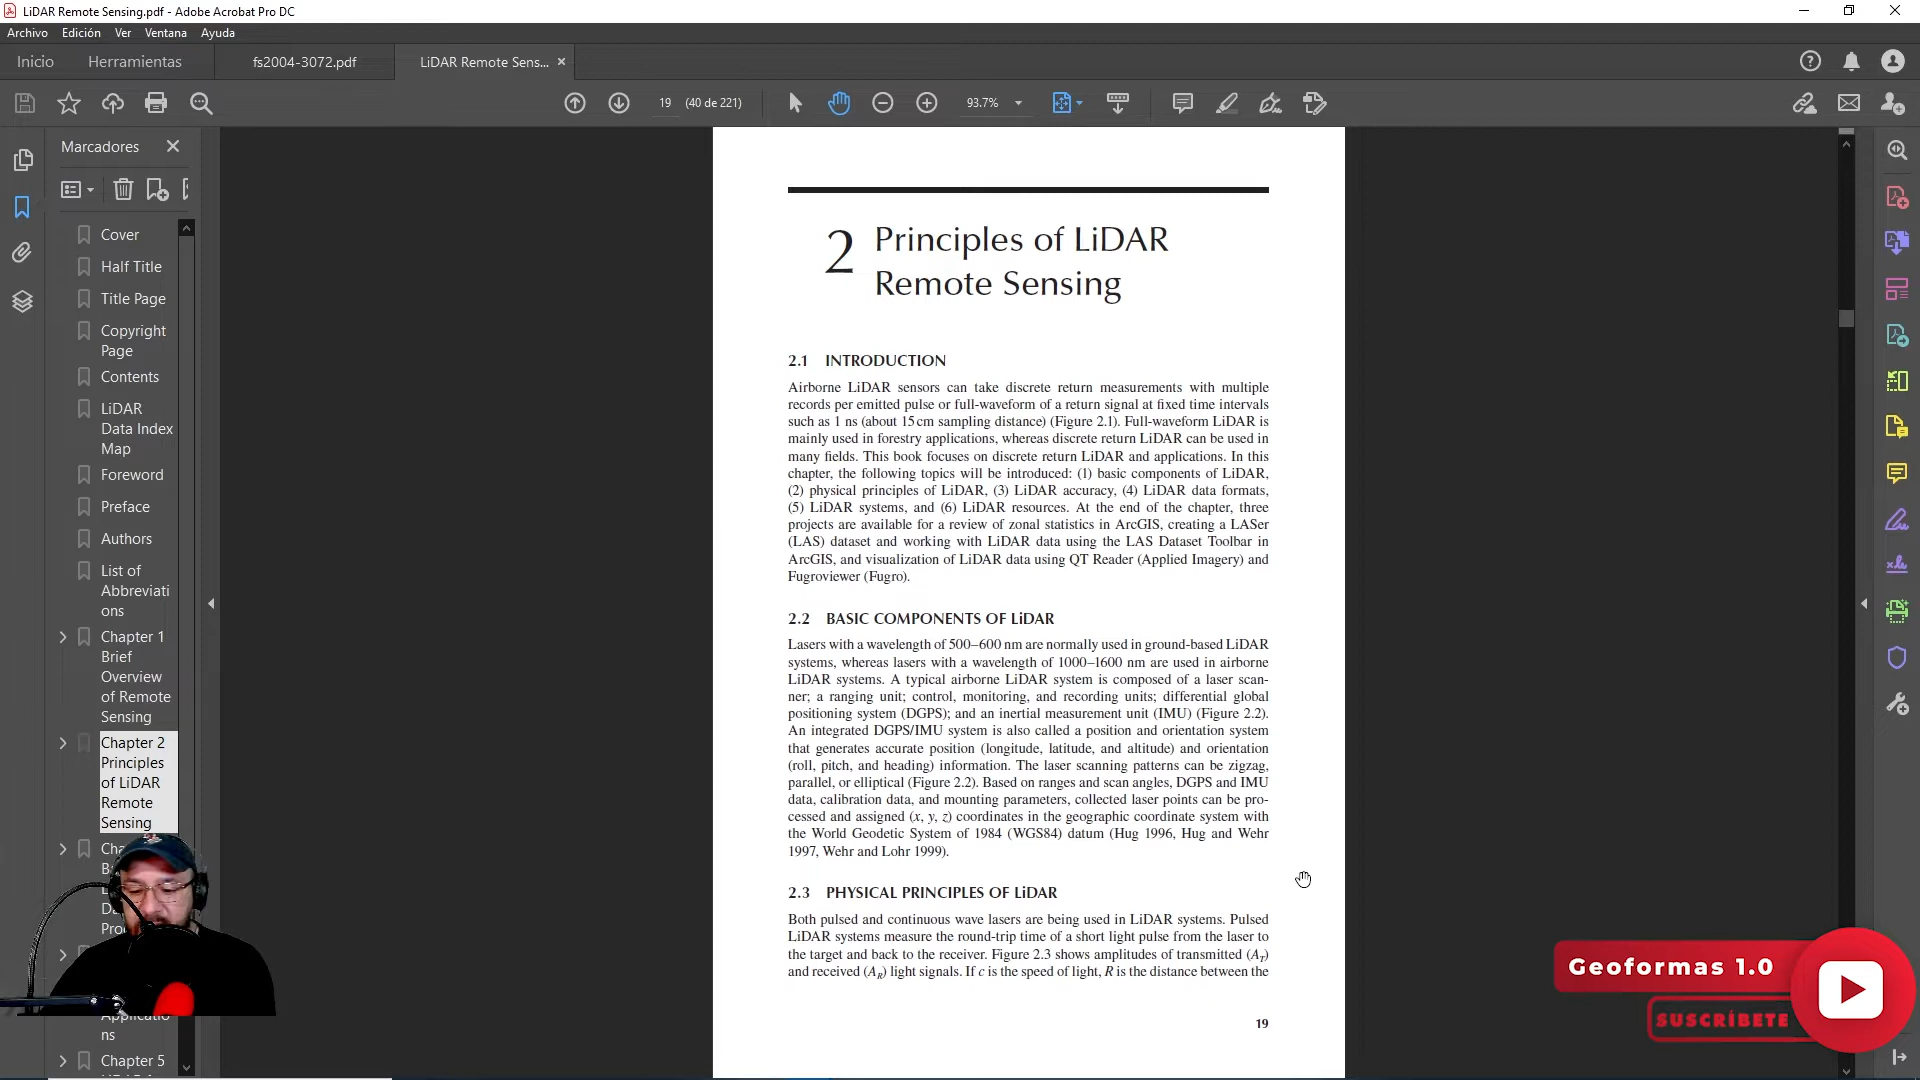 LiDAR Remote Sensing.pdf - Adobe Acrobat Pro DC
Archivo Edición Ver Ventana Ayuda
Inicio Herramientas fs2004-3072.pdf LiDAR Remote Sens...
19 (40 de 221) 93.7%
Marcadores
Cover
Half Title
Title Page
Copyright
Page
Contents
LiDAR
Data Index
Map
Foreword
Preface
Authors
List of
Abbreviati
ons
Chapter 1
Brief
Overview
of Remote
Sensing
Chapter 2
Principles
of LiDAR
Remote
Sensing
Applicatio
ns
Chapter 5
2 Principles of LiDAR
Remote Sensing
2.1 INTRODUCTION
Airborne LiDAR sensors can take discrete return measurements with multiple
records per emitted pulse or full-waveform of a return signal at fixed time intervals
such as 1 ns (about 15 cm sampling distance) (Figure 2.1). Full-waveform LiDAR is
mainly used in forestry applications, whereas discrete return LiDAR can be used in
many fields. This book focuses on discrete return LiDAR and applications. In this
chapter, the following topics will be introduced: (1) basic components of LiDAR,
(2) physical principles of LiDAR, (3) LiDAR accuracy, (4) LiDAR data formats,
(5) LiDAR systems, and (6) LiDAR resources. At the end of the chapter, three
projects are available for a review of zonal statistics in ArcGIS, creating a LASer
(LAS) dataset and working with LiDAR data using the LAS Dataset Toolbar in
ArcGIS, and visualization of LiDAR data using QT Reader (Applied Imagery) and
Fugroviewer (Fugro).
2.2 BASIC COMPONENTS OF LiDAR
Lasers with a wavelength of 500–600 nm are normally used in ground-based LiDAR
systems, whereas lasers with a wavelength of 1000–1600 nm are used in airborne
LiDAR systems. A typical airborne LiDAR system is composed of a laser scan-
ner; a ranging unit; control, monitoring, and recording units; differential global
positioning system (DGPS); and an inertial measurement unit (IMU) (Figure 2.2).
An integrated DGPS/IMU system is also called a position and orientation system
that generates accurate position (longitude, latitude, and altitude) and orientation
(roll, pitch, and heading) information. The laser scanning patterns can be zigzag,
parallel, or elliptical (Figure 2.2). Based on ranges and scan angles, DGPS and IMU
data, calibration data, and mounting parameters, collected laser points can be pro-
cessed and assigned (x, y, z) coordinates in the geographic coordinate system with
the World Geodetic System of 1984 (WGS84) datum (Hug 1996, Hug and Wehr
1997, Wehr and Lohr 1999).
2.3 PHYSICAL PRINCIPLES OF LiDAR
Both pulsed and continuous wave lasers are being used in LiDAR systems. Pulsed
LiDAR systems measure the round-trip time of a short light pulse from the laser to
the target and back to the receiver. Figure 2.3 shows amplitudes of transmitted (AT)
and received (AR) light signals. If c is the speed of light, R is the distance between the
19
Geoformas 1.0
SUSCRÍBETE